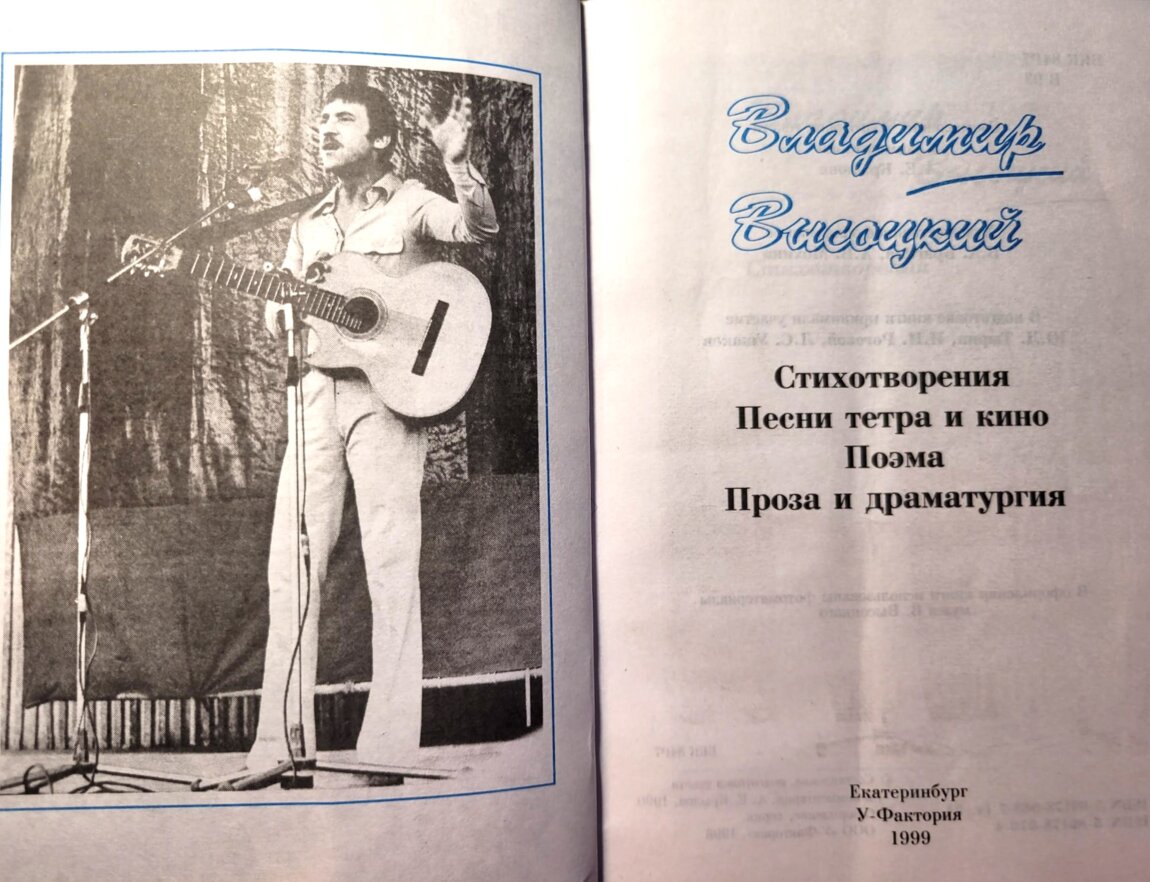 Владимир
Высоцкий
Стихотворения
Песни тетра и кино
Поэма
Проза и драматургия
Екатеринбург
У-Фактория
1999